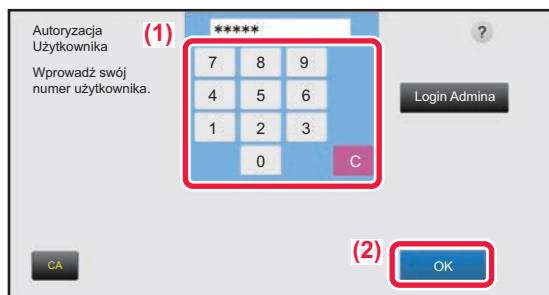 Autoryzacja
Użytkownika
(1)
*****
?
Wprowadź swój
numer użytkownika.
7 8 9
4 5 6
Login Admina
1 2 3
0 C
(2)
CA
OK